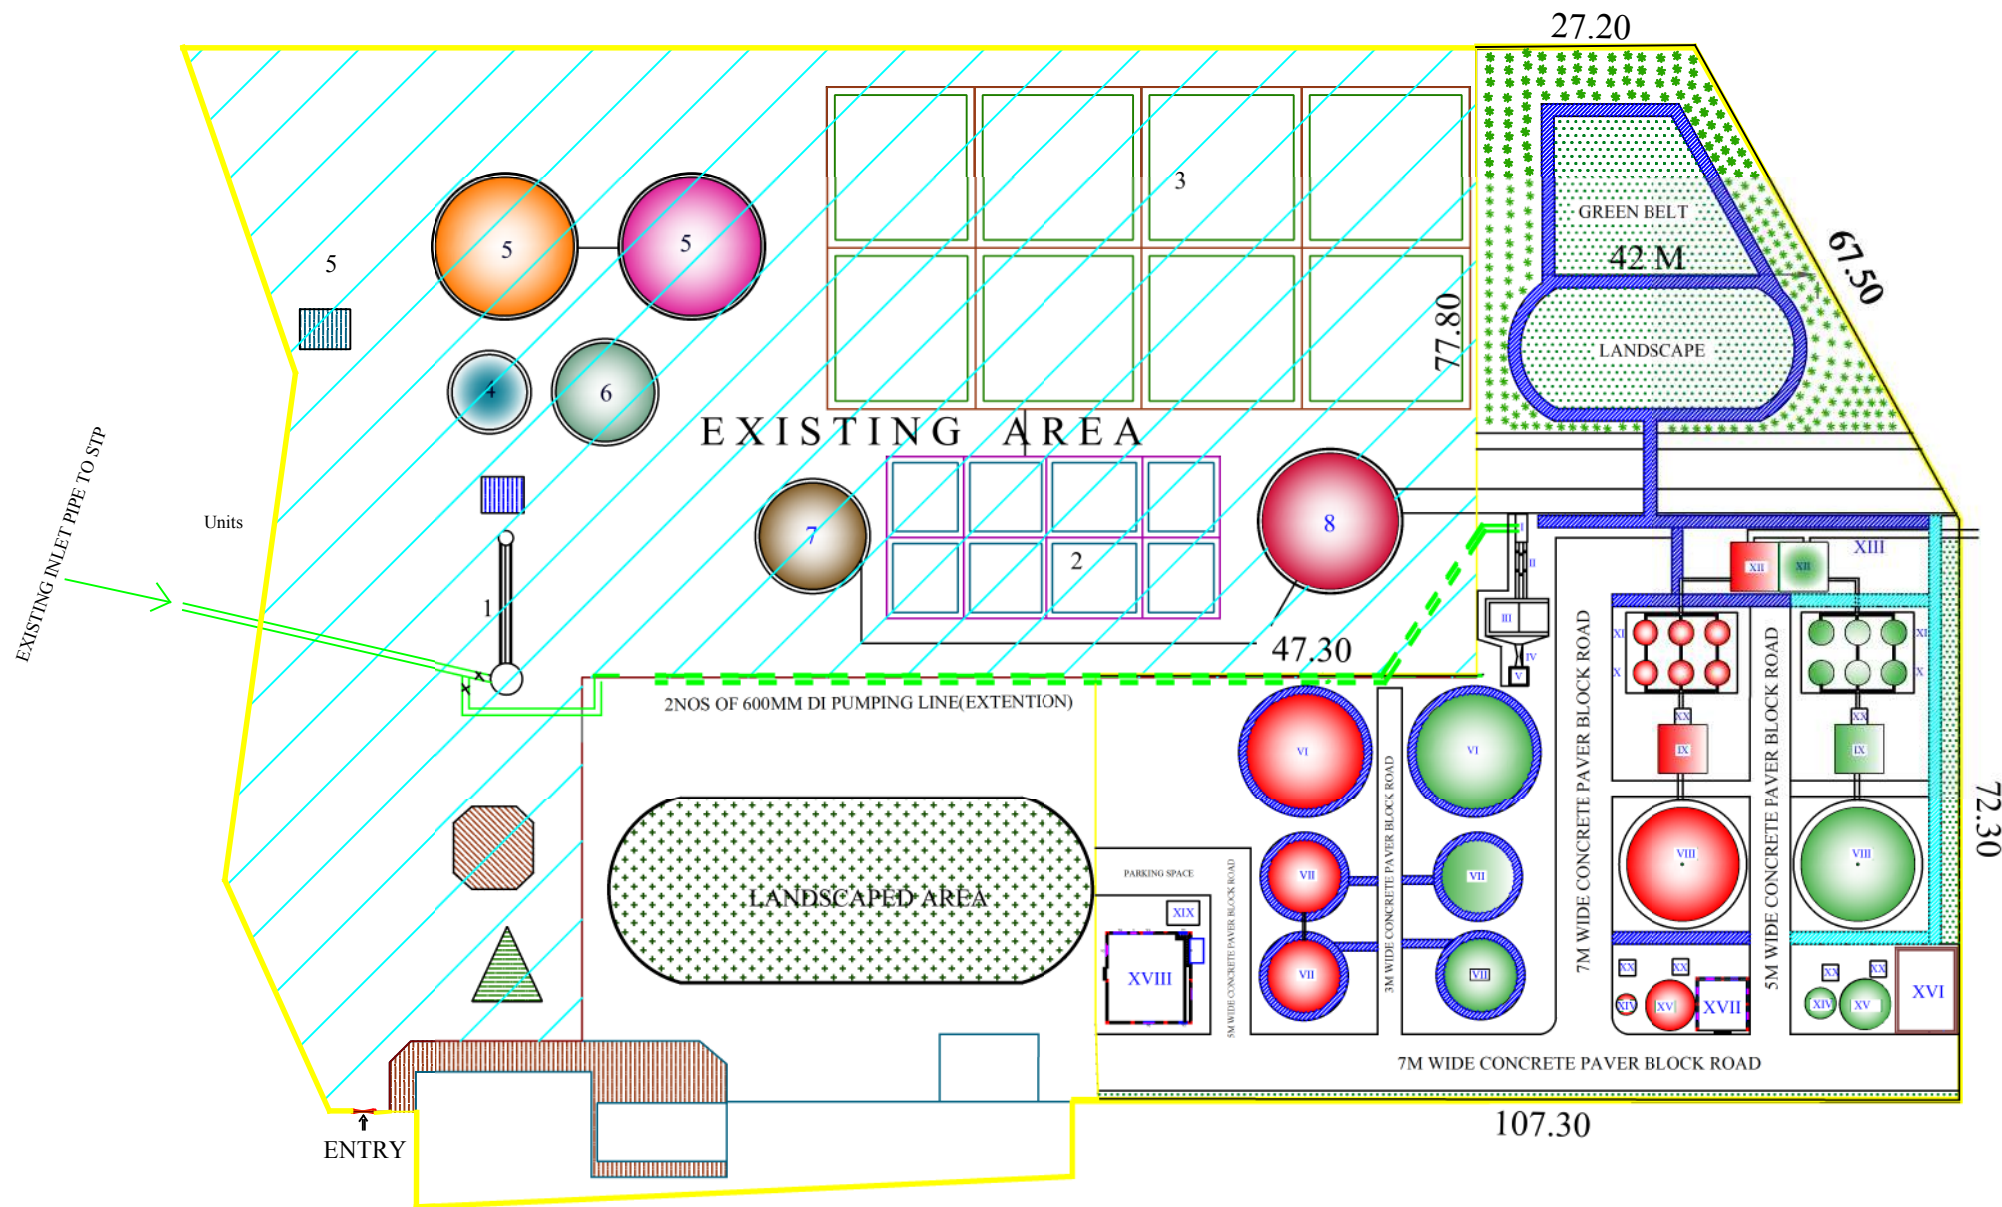 27.20
3
GREEN BELT
42 M
67.50
5
5
5
77.80
LANDSCAPE
4
6
EXISTING AREA
EXISTING INLET PIPE TO STP
Units
7
8
2
1
I
II
III
IV
V
XII
XII
XIII
XI
XI
X
X
47.30
2NOS OF 600MM DI PUMPING LINE(EXTENTION)
XX
XX
IX
IX
VI
VI
7M WIDE CONCRETE PAVER BLOCK ROAD
5M WIDE CONCRETE PAVER BLOCK ROAD
3M WIDE CONCRETE PAVER BLOCK ROAD
5M WIDE CONCRETE PAVER BLOCK ROAD
72.30
VIII
VIII
PARKING SPACE
VII
VII
LANDSCAPED AREA
XIX
XVIII
VII
VII
XX
XX
XX
XX
XIV
XV
XVII
XIV
XV
XVI
7M WIDE CONCRETE PAVER BLOCK ROAD
107.30
ENTRY